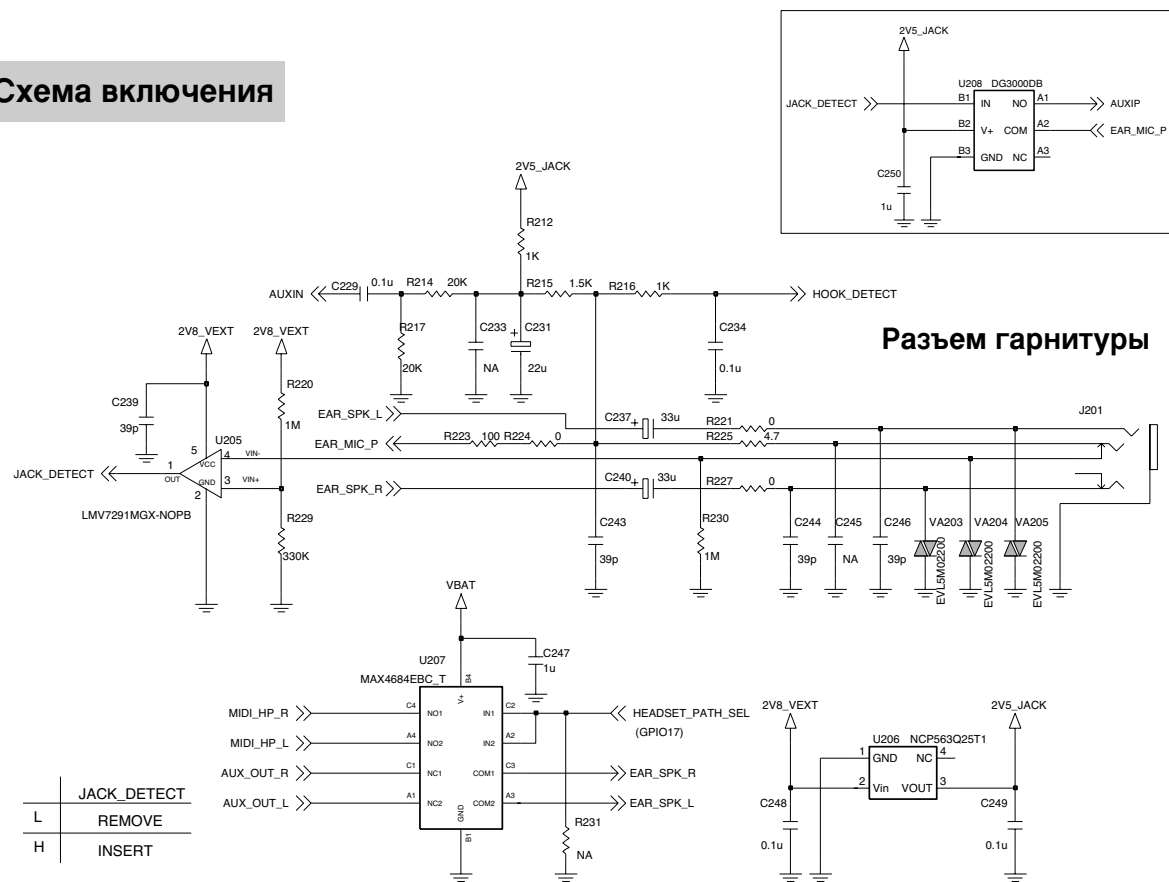 Схема включения
2V5_JACK
U208 DG3000DB
JACK_DETECT
B1 IN NO A1
AUXIP
B2 V+ COM A2
EAR_MIC_P
B3 GND NC A3
C250
1u
2V5_JACK
R212
1K
AUXIN
C229 0.1u
R214 20K
R215 1.5K
R216 1K
HOOK_DETECT
R217
20K
C233
NA
+ C231
22u
C234
0.1u
Разъем гарнитуры
2V8_VEXT
2V8_VEXT
C239
39p
R220
1M
U205
5 VCC
4 VIN-
1 OUT
GND 3 VIN+
2
JACK_DETECT
LMV7291MGX-NOPB
R229
330K
EAR_SPK_L
C237 + 33u
R221 0
J201
EAR_MIC_P
R223 100 R224 0
R225 4.7
EAR_SPK_R
C240 + 33u
R227 0
C243
39p
R230
1M
C244
39p
C245
NA
C246
39p
VA203
EVL5M02200
VA204
EVL5M02200
VA205
EVL5M02200
VBAT
C247
1u
U207
MAX4684EBC_T
B4
V+
MIDI_HP_R
C4 NO1 IN1 C2
HEADSET_PATH_SEL
(GPIO17)
MIDI_HP_L
A4 NO2 IN2 A2
AUX_OUT_R
C1 NC1 COM1 C3
EAR_SPK_R
AUX_OUT_L
A1 NC2 COM2 A3
EAR_SPK_L
GND
B1
R231
NA
2V8_VEXT
2V5_JACK
U206 NCP563Q25T1
1 GND NC 4
2 Vin VOUT 3
C248
0.1u
C249
0.1u
JACK_DETECT
L REMOVE
H INSERT